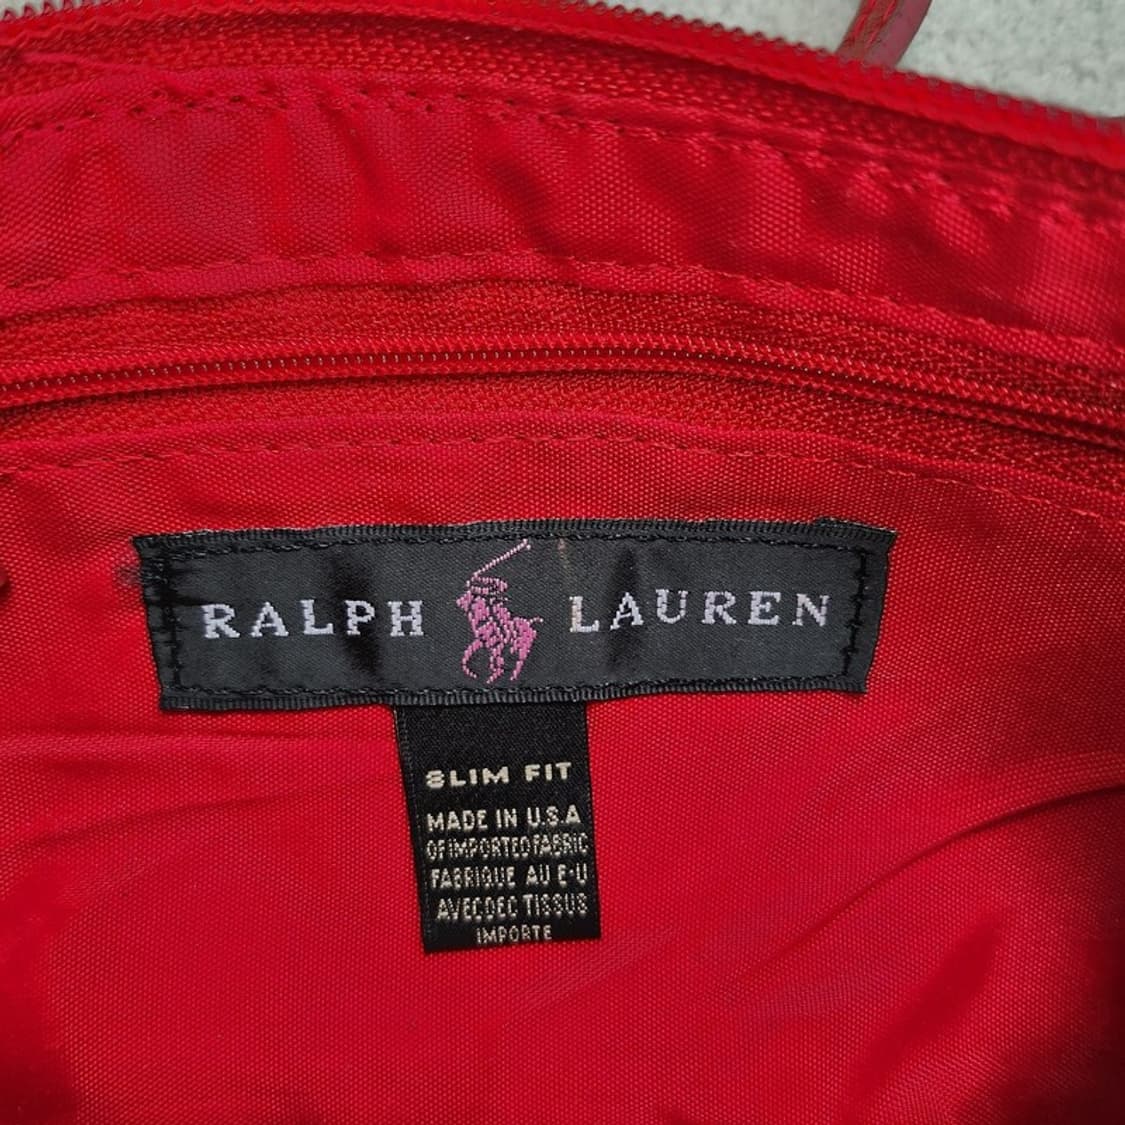 RALPH LAUREN
SLIM FIT
MADE IN U.S.A
OF IMPORTED FABRIC
FABRIQUE AU E·U
AVECDEC TISSUS
IMPORTE